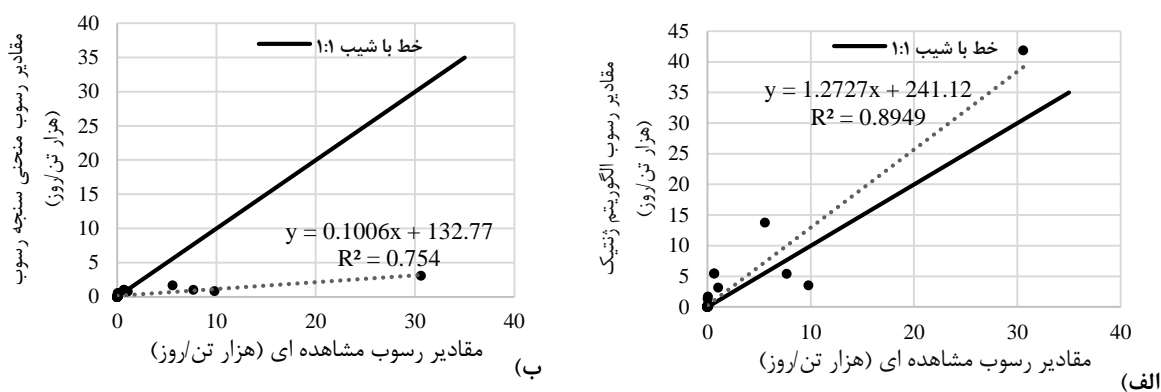 مقادیر رسوب الگوریتم ژنتیک
(هزار تن/روز)
45
40
35
30
25
20
15
10
5
0
خط با شیب ۱:۱
y = 1.2727x + 241.12
R² = 0.8949
0 10 20 30 40
مقادیر رسوب مشاهده ای (هزار تن/روز)
الف)
مقادیر رسوب منحنی سنجه رسوب
(هزار تن/روز)
40
35
30
25
20
15
10
5
0
خط با شیب ۱:۱
y = 0.1006x + 132.77
R² = 0.754
0 10 20 30 40
مقادیر رسوب مشاهده ای (هزار تن/روز)
ب)